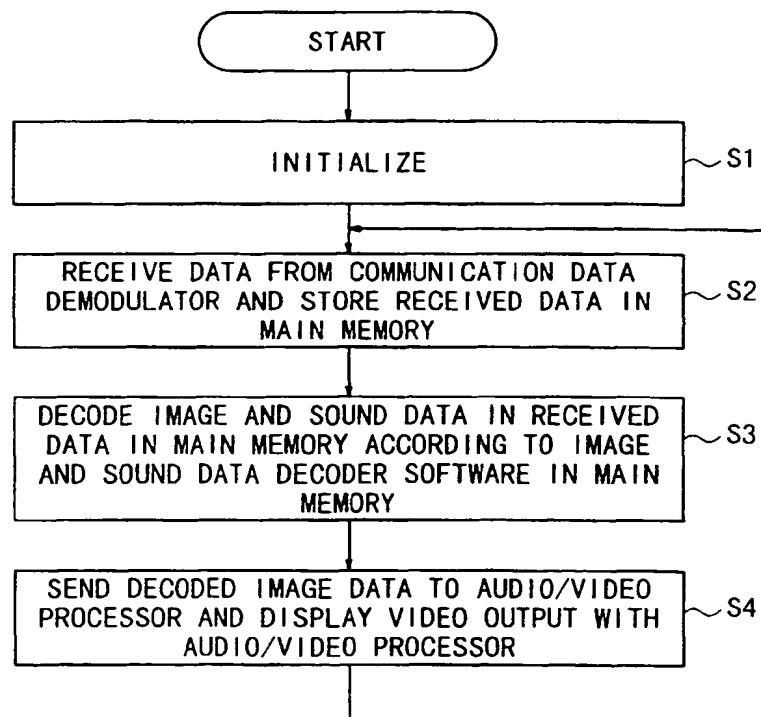 START
INITIALIZE
S1
RECEIVE DATA FROM COMMUNICATION DATA
DEMODULATOR AND STORE RECEIVED DATA IN
MAIN MEMORY
S2
DECODE IMAGE AND SOUND DATA IN RECEIVED
DATA IN MAIN MEMORY ACCORDING TO IMAGE
AND SOUND DATA DECODER SOFTWARE IN MAIN
MEMORY
S3
SEND DECODED IMAGE DATA TO AUDIO/VIDEO
PROCESSOR AND DISPLAY VIDEO OUTPUT WITH
AUDIO/VIDEO PROCESSOR
S4